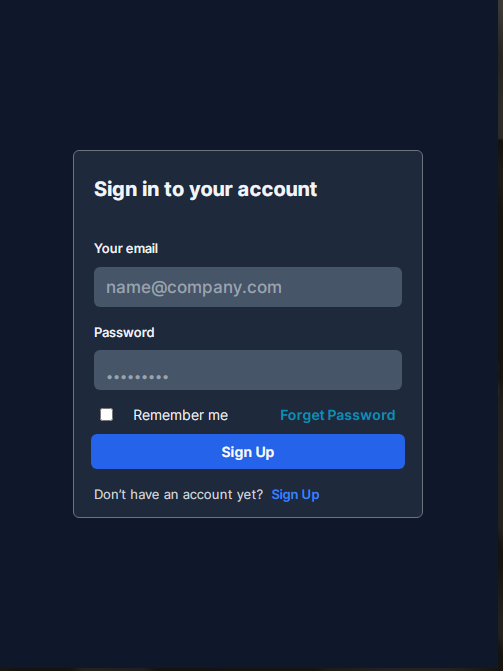 Sign in to your account
Your email
name@company.com
Password
Remember me Forget Password
Sign Up
Don't have an account yet? Sign Up